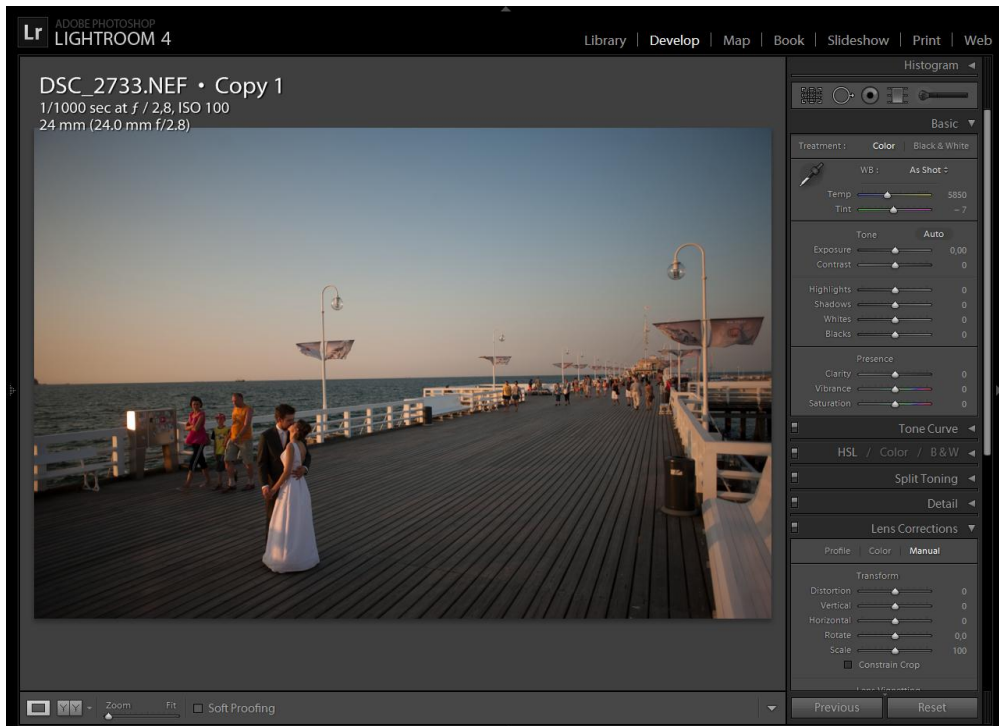 Lr
ADOBE PHOTOSHOP
LIGHTROOM 4
Library | Develop | Map | Book | Slideshow | Print | Web
DSC_2733.NEF • Copy 1
1/1000 sec at ƒ / 2,8, ISO 100
24 mm (24.0 mm f/2.8)
Histogram
Basic
Treatment : Color Black & White
WB : As Shot
Temp 5850
Tint – 7
Tone Auto
Exposure 0,00
Contrast 0
Highlights 0
Shadows 0
Whites 0
Blacks 0
Presence
Clarity 0
Vibrance 0
Saturation 0
Tone Curve
HSL / Color / B & W
Split Toning
Detail
Lens Corrections
Profile Color Manual
Transform
Distortion 0
Vertical 0
Horizontal 0
Rotate 0,0
Scale 100
Constrain Crop
Lens Vignetting
YY Zoom Fit Soft Proofing
Previous Reset